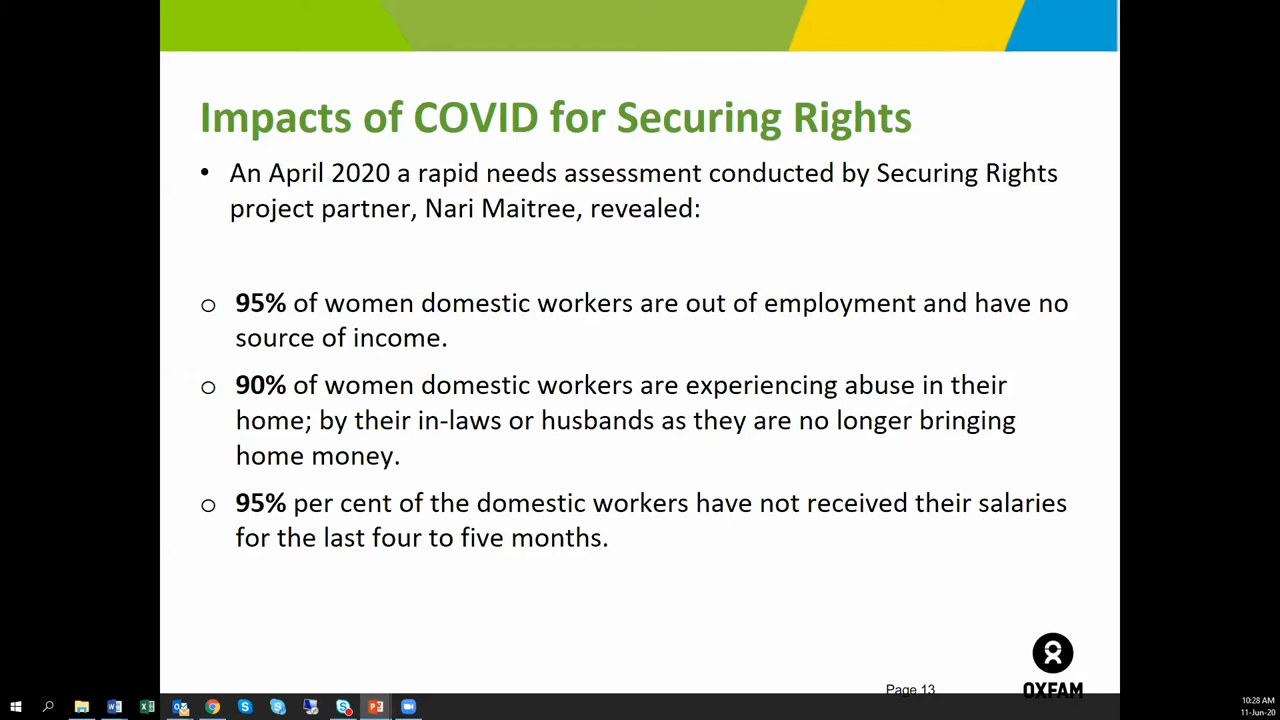 Impacts of COVID for Securing Rights
• An April 2020 a rapid needs assessment conducted by Securing Rights
project partner, Nari Maitree, revealed:
o 95% of women domestic workers are out of employment and have no
source of income.
o 90% of women domestic workers are experiencing abuse in their
home; by their in-laws or husbands as they are no longer bringing
home money.
o 95% per cent of the domestic workers have not received their salaries
for the last four to five months.
Page 13
OXFAM
10:28 AM
11-Jun-20